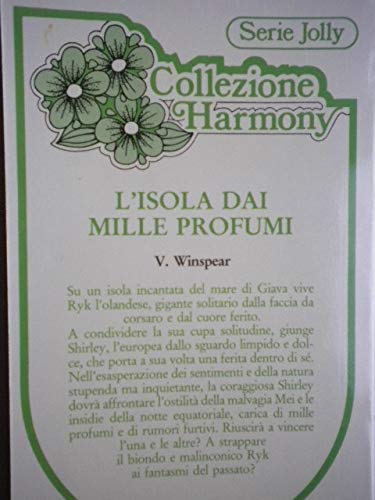 Serie Jolly
Collezione
Harmony
L'ISOLA DAI
MILLE PROFUMI
V. Winspear
Su un isola incantata del mare di Giava vive
Ryk l'olandese, gigante solitario dalla faccia da
corsaro e dal cuore ferito.
A condividere la sua cupa solitudine, giunge
Shirley, l'europea dallo sguardo limpido e dol-
ce, che porta a sua volta una ferita dentro di sé.
Nell'esasperazione dei sentimenti e della natura
stupenda ma inquietante, la coraggiosa Shirley
dovrà affrontare l'ostilità della malvagia Mei e le
insidie della notte equatoriale, carica di mille
profumi e di rumori furtivi. Riuscirà a vincere
l'una e le altre? A strappare
il biondo e malinconico Ryk
ai fantasmi del passato?